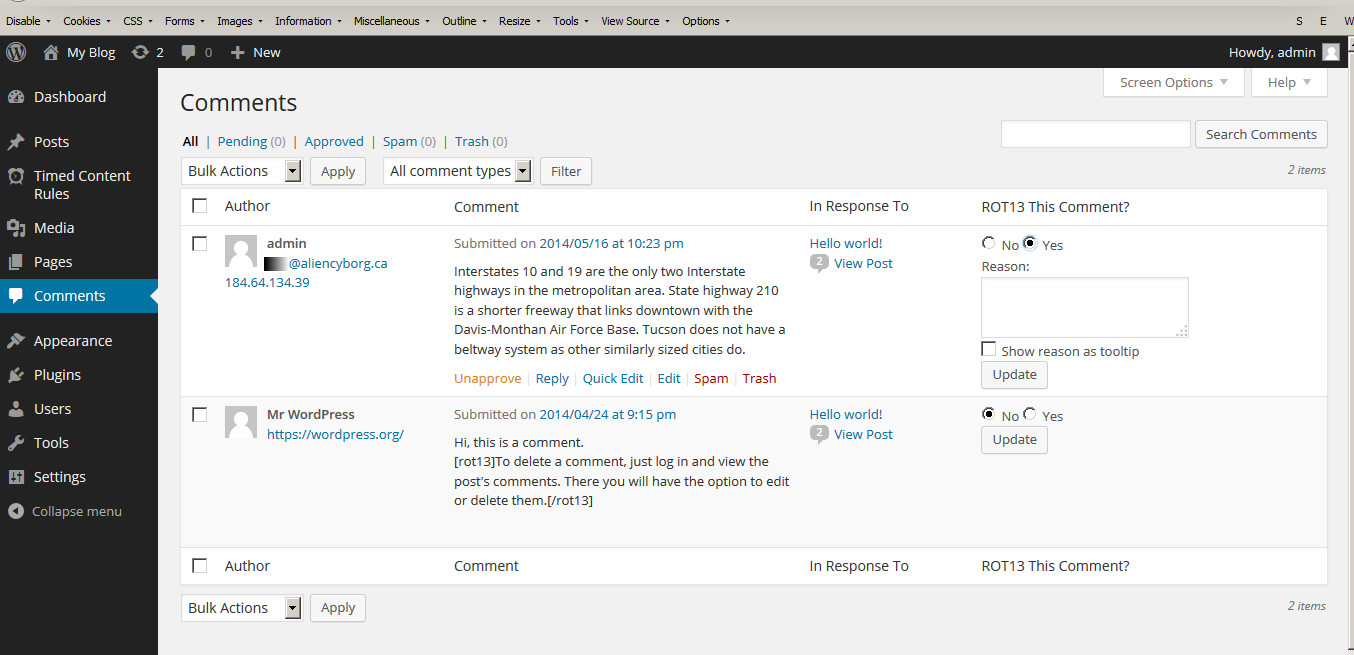 Disable Cookies CSS Forms Images Information Miscellaneous Outline Resize Tools View Source Options S E W
My Blog 2 0 New Howdy, admin
Dashboard
Posts
Timed Content
Rules
Media
Pages
Comments
Appearance
Plugins
Users
Tools
Settings
Collapse menu
Screen Options Help
Comments
All | Pending (0) | Approved | Spam (0) | Trash (0)
Search Comments
Bulk Actions Apply All comment types Filter 2 items
Author Comment In Response To ROT13 This Comment?
admin
@aliencyborg.ca
184.64.134.39
Submitted on 2014/05/16 at 10:23 pm
Interstates 10 and 19 are the only two Interstate
highways in the metropolitan area. State highway 210
is a shorter freeway that links downtown with the
Davis-Monthan Air Force Base. Tucson does not have a
beltway system as other similarly sized cities do.
Unapprove | Reply | Quick Edit | Edit | Spam | Trash
Hello world!
2 View Post
No Yes
Reason:
Show reason as tooltip
Update
Mr WordPress
https://wordpress.org/
Submitted on 2014/04/24 at 9:15 pm
Hi, this is a comment.
[rot13]To delete a comment, just log in and view the
post's comments. There you will have the option to edit
or delete them.[/rot13]
Hello world!
2 View Post
No Yes
Update
Author Comment In Response To ROT13 This Comment?
Bulk Actions Apply 2 items